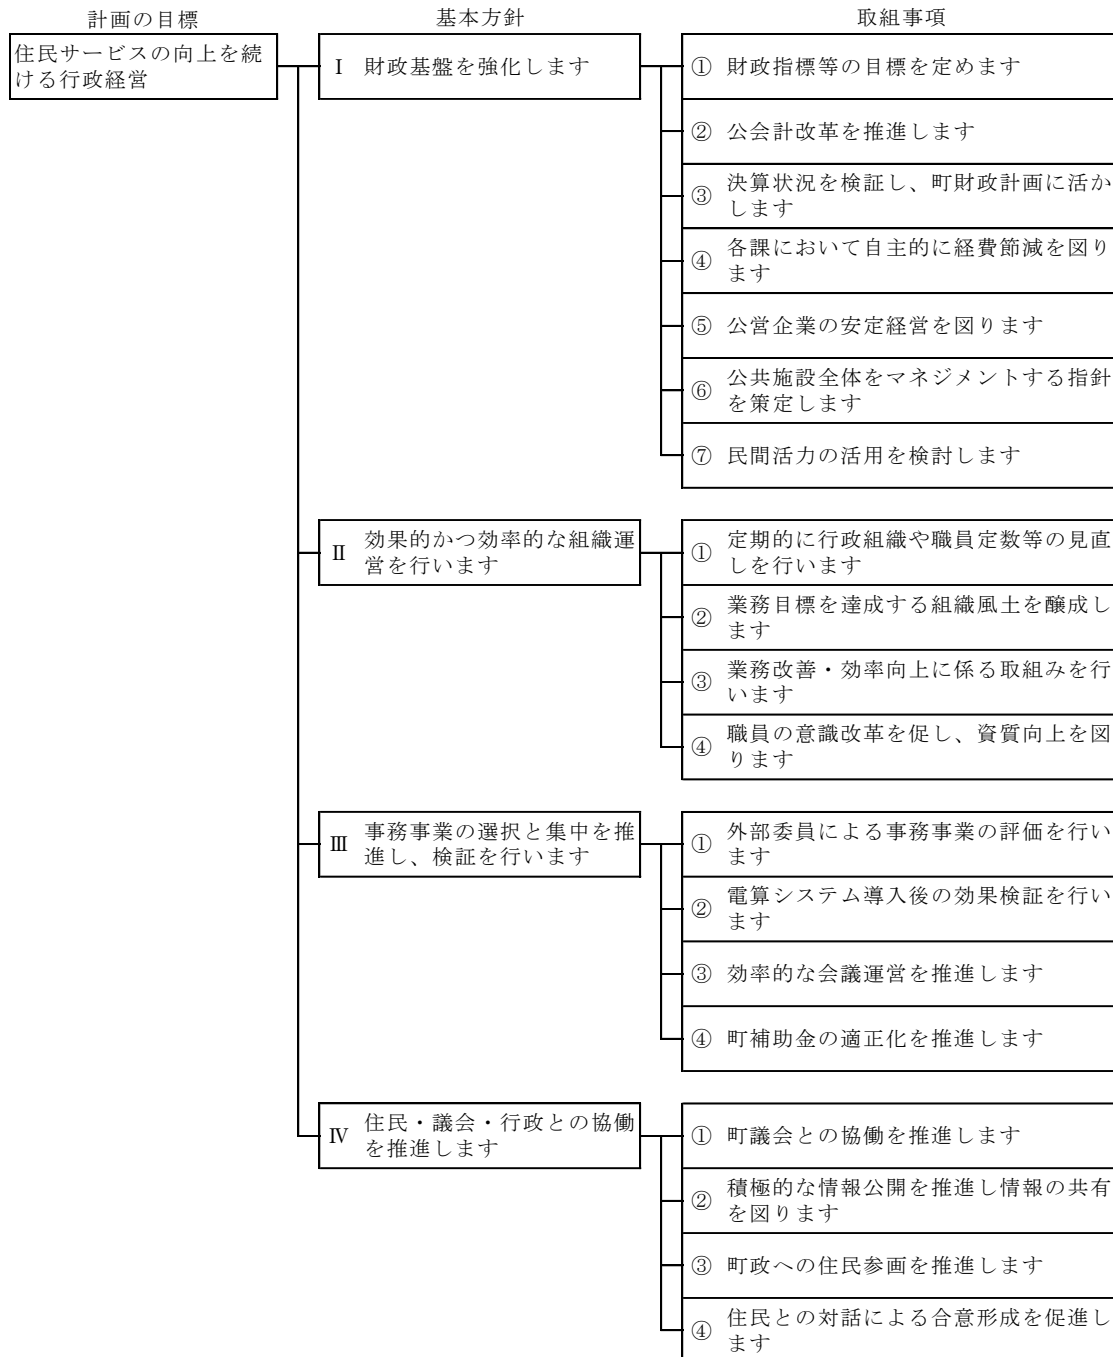 計画の目標
基本方針
取組事項
住民サービスの向上を続
ける行政経営
Ⅰ 財政基盤を強化します
① 財政指標等の目標を定めます
② 公会計改革を推進します
③ 決算状況を検証し、町財政計画に活か
します
④ 各課において自主的に経費節減を図り
ます
⑤ 公営企業の安定経営を図ります
⑥ 公共施設全体をマネジメントする指針
を策定します
⑦ 民間活力の活用を検討します
Ⅱ 効果的かつ効率的な組織運
営を行います
① 定期的に行政組織や職員定数等の見直
しを行います
② 業務目標を達成する組織風土を醸成し
ます
③ 業務改善・効率向上に係る取組みを行
います
④ 職員の意識改革を促し、資質向上を図
ります
Ⅲ 事務事業の選択と集中を推
進し、検証を行います
① 外部委員による事務事業の評価を行い
ます
② 電算システム導入後の効果検証を行い
ます
③ 効率的な会議運営を推進します
④ 町補助金の適正化を推進します
Ⅳ 住民・議会・行政との協働
を推進します
① 町議会との協働を推進します
② 積極的な情報公開を推進し情報の共有
を図ります
③ 町政への住民参画を推進します
④ 住民との対話による合意形成を促進し
ます